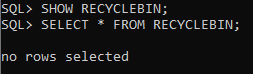 SQL> SHOW RECYCLEBIN;
SQL> SELECT * FROM RECYCLEBIN;
no rows selected